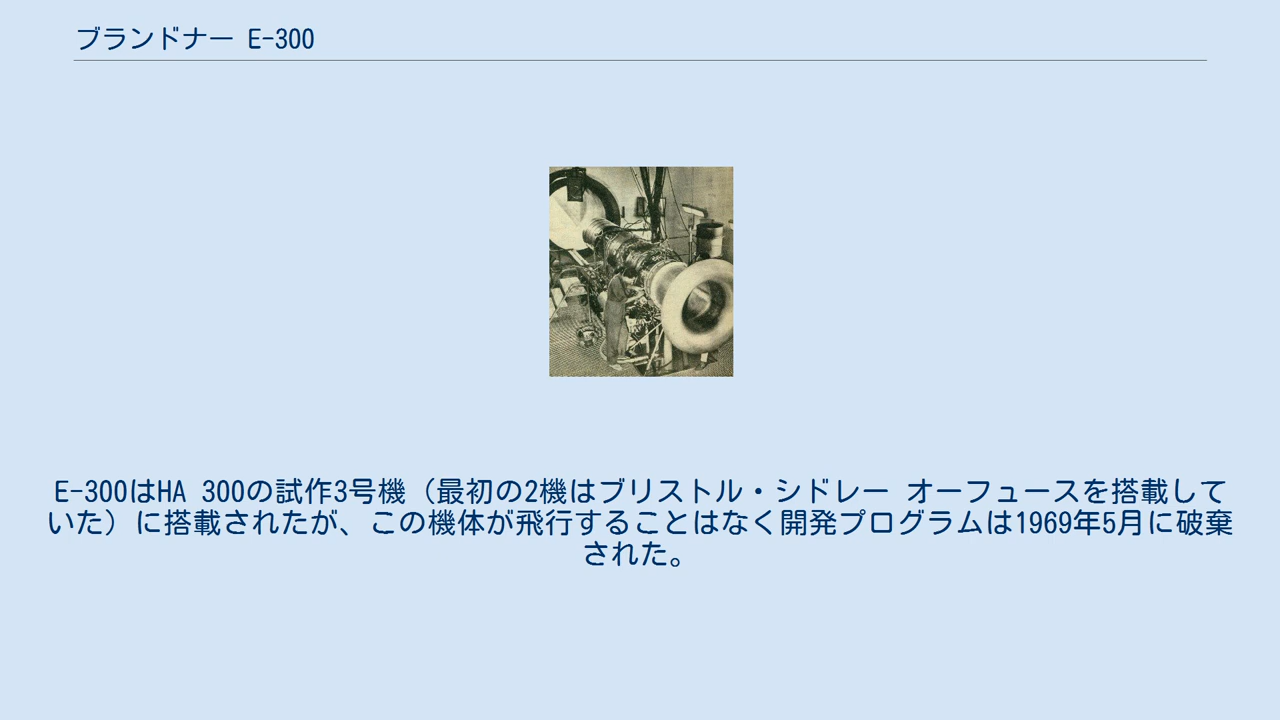 ブランドナー E-300
E-300はHA 300の試作3号機（最初の2機はブリストル・シドレー オーフュースを搭載して
いた）に搭載されたが、この機体が飛行することはなく開発プログラムは1969年5月に破棄
された。